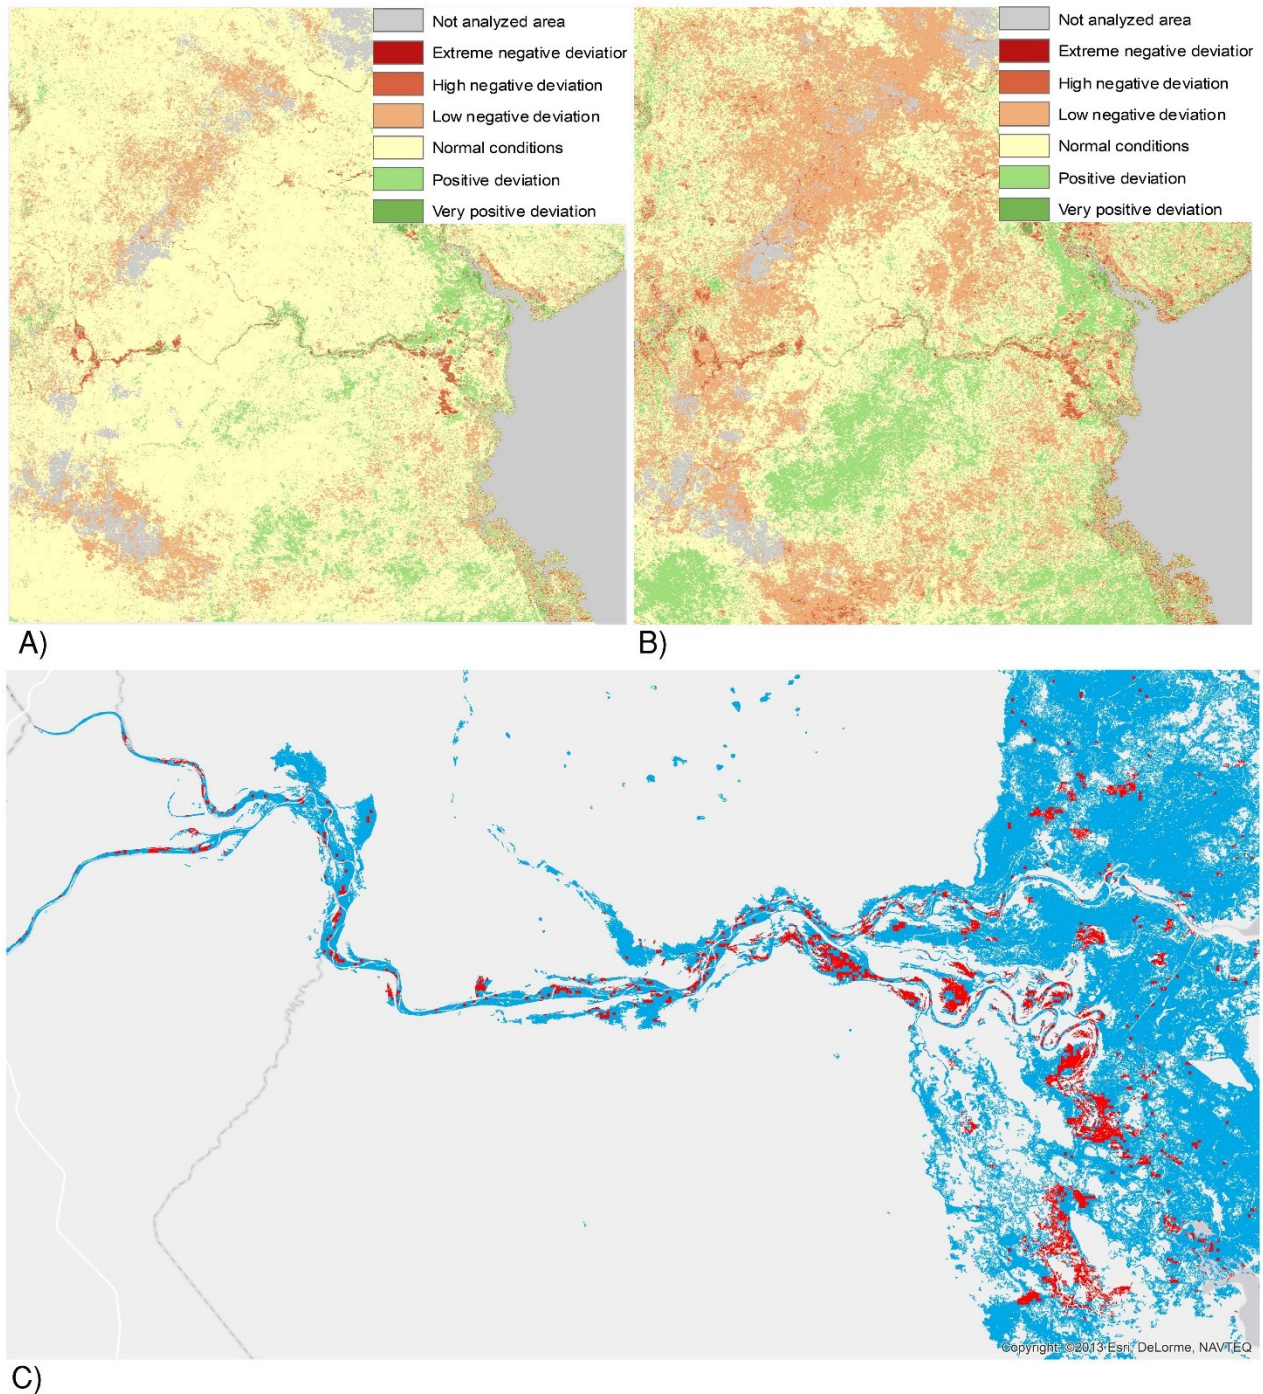 Not analyzed area
Extreme negative deviatior
High negative deviation
Low negative deviation
Normal conditions
Positive deviation
Very positive deviation
Not analyzed area
Extreme negative deviatior
High negative deviation
Low negative deviation
Normal conditions
Positive deviation
Very positive deviation
A)
B)
Copyright: ©2013 Esri, DeLorme, NAVTEQ
C)